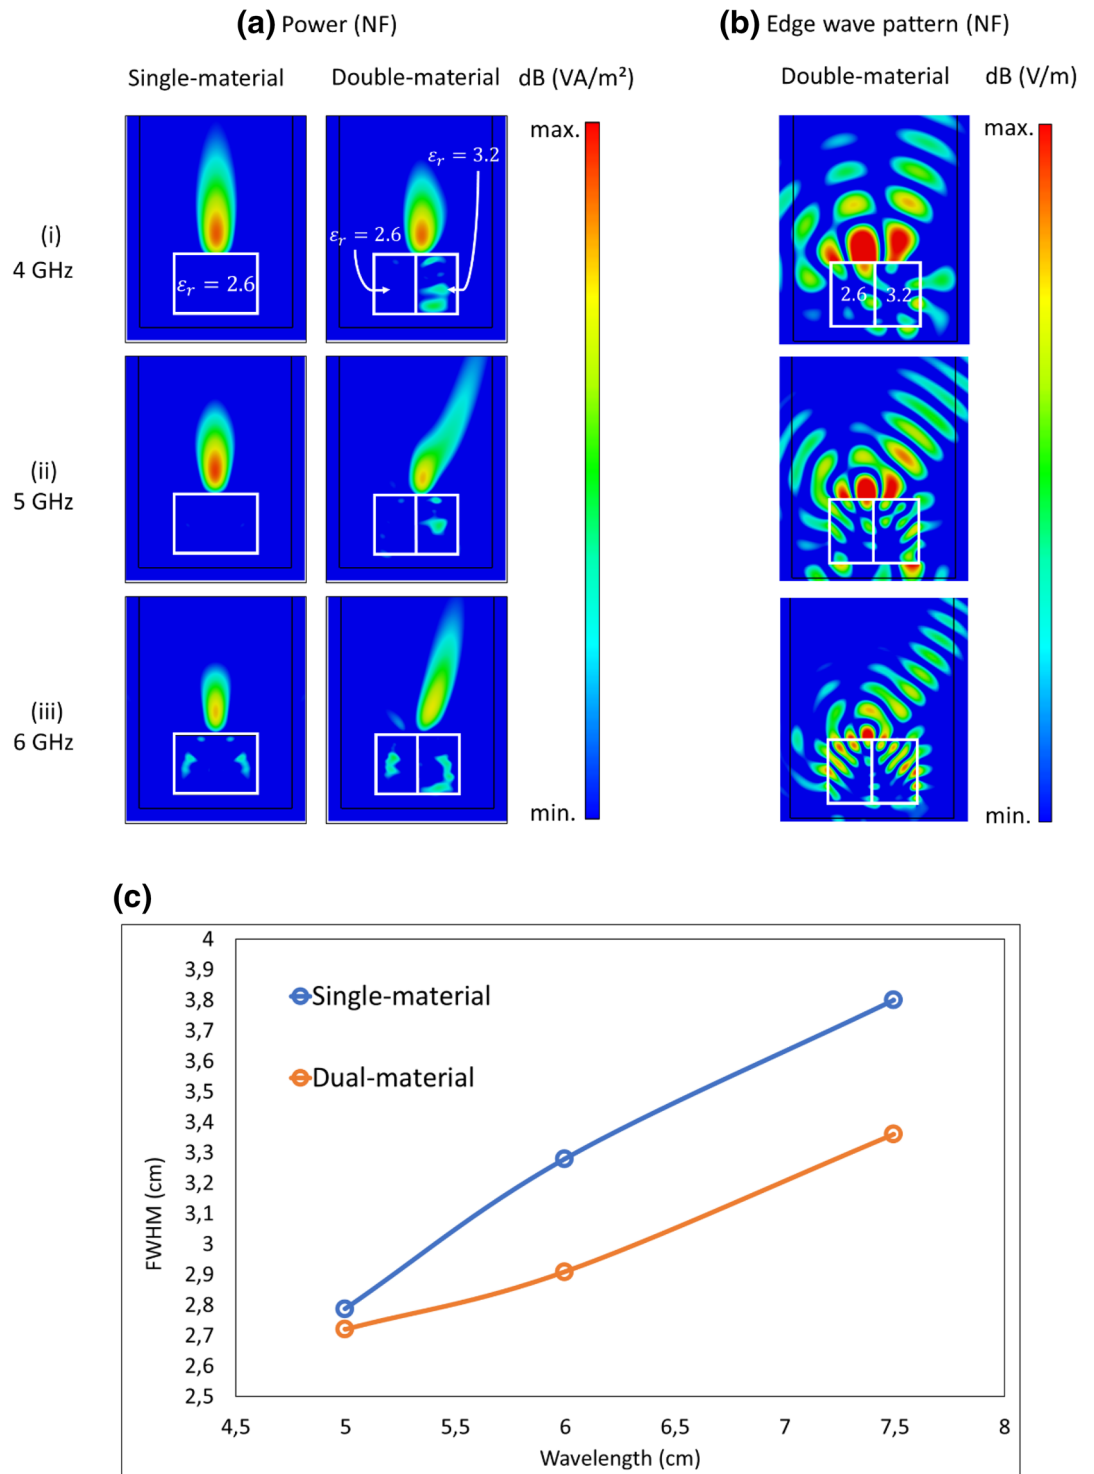 (a) Power (NF)
(b) Edge wave pattern (NF)
Single-material
Double-material
dB (VA/m²)
Double-material
dB (V/m)
max.
max.
(i)
4 GHz
εr = 2.6
εr = 3.2
εr = 2.6
2.6
3.2
(ii)
5 GHz
(iii)
6 GHz
min.
min.
(c)
4
3,9
3,8
3,7
3,6
3,5
3,4
3,3
3,2
3,1
3
2,9
2,8
2,7
2,6
2,5
FWHM (cm)
Single-material
Dual-material
4,5
5
5,5
6
6,5
7
7,5
8
Wavelength (cm)